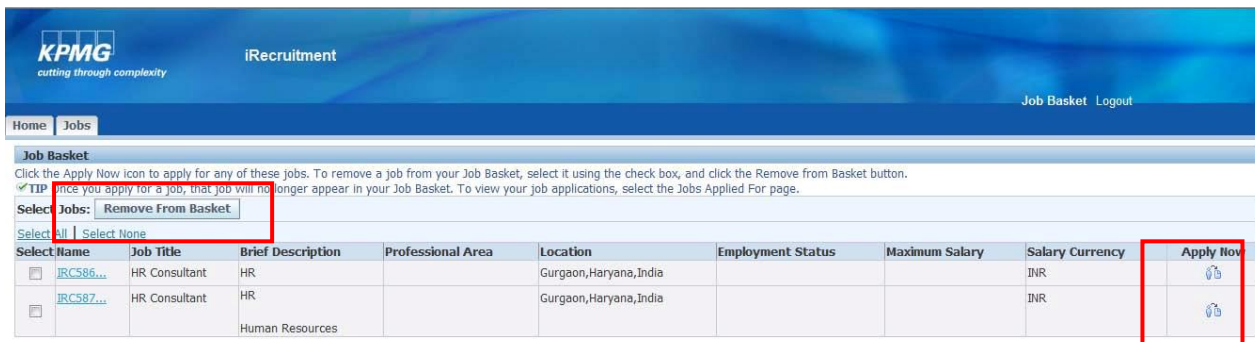 KPMG
cutting through complexity
iRecruitment
Job Basket Logout
Home Jobs
Job Basket
Click the Apply Now icon to apply for any of these jobs. To remove a job from your Job Basket, select it using the check box, and click the Remove from Basket button.
TIP Once you apply for a job, that job will no longer appear in your Job Basket. To view your job applications, select the Jobs Applied For page.
Select Jobs: Remove From Basket
Select All | Select None
Select Name Job Title Brief Description Professional Area Location Employment Status Maximum Salary Salary Currency Apply Now
IRC586... HR Consultant HR Gurgaon,Haryana,India INR
IRC587... HR Consultant HR Gurgaon,Haryana,India INR
Human Resources